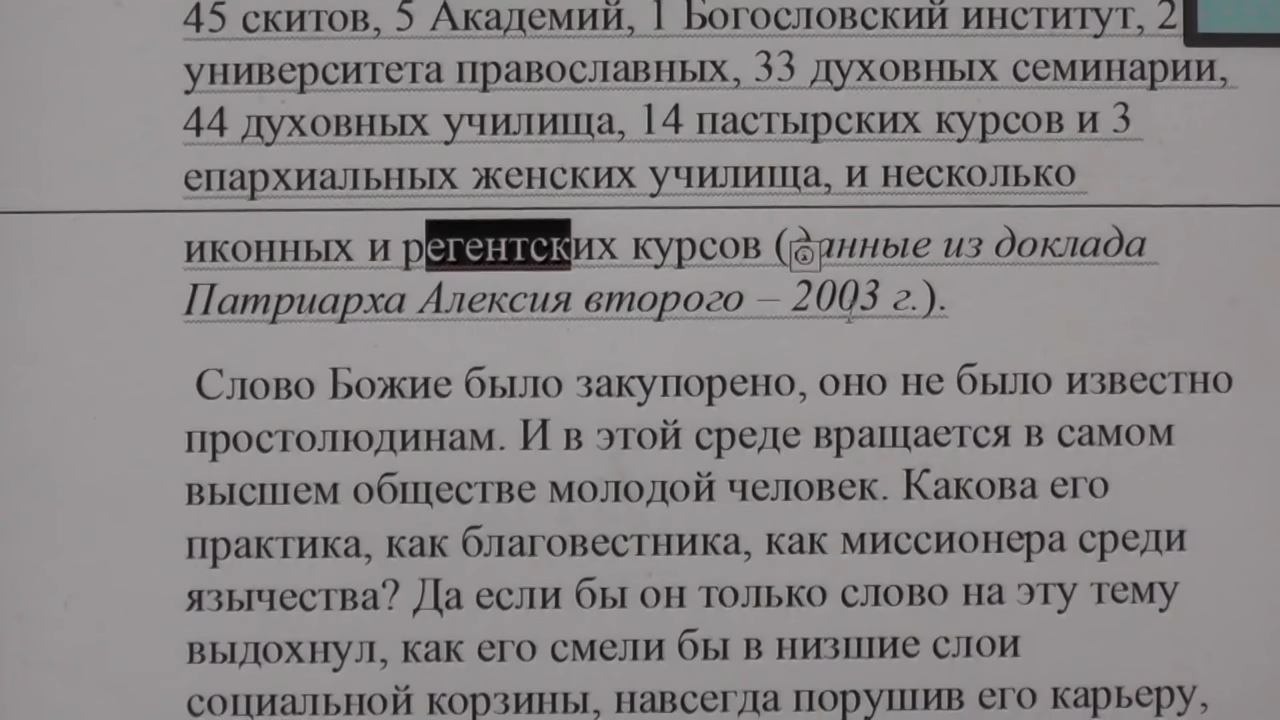 45 скитов, 5 Академий, 1 Богословский институт, 2
университета православных, 33 духовных семинарии,
44 духовных училища, 14 пастырских курсов и 3
епархиальных женских училища, и несколько
иконных и регентских курсов (данные из доклада
Патриарха Алексия второго – 2003 г.).
Слово Божие было закупорено, оно не было известно
простолюдинам. И в этой среде вращается в самом
высшем обществе молодой человек. Какова его
практика, как благовестника, как миссионера среди
язычества? Да если бы он только слово на эту тему
выдохнул, как его смели бы в низшие слои
социальной корзины, навсегда порушив его карьеру,